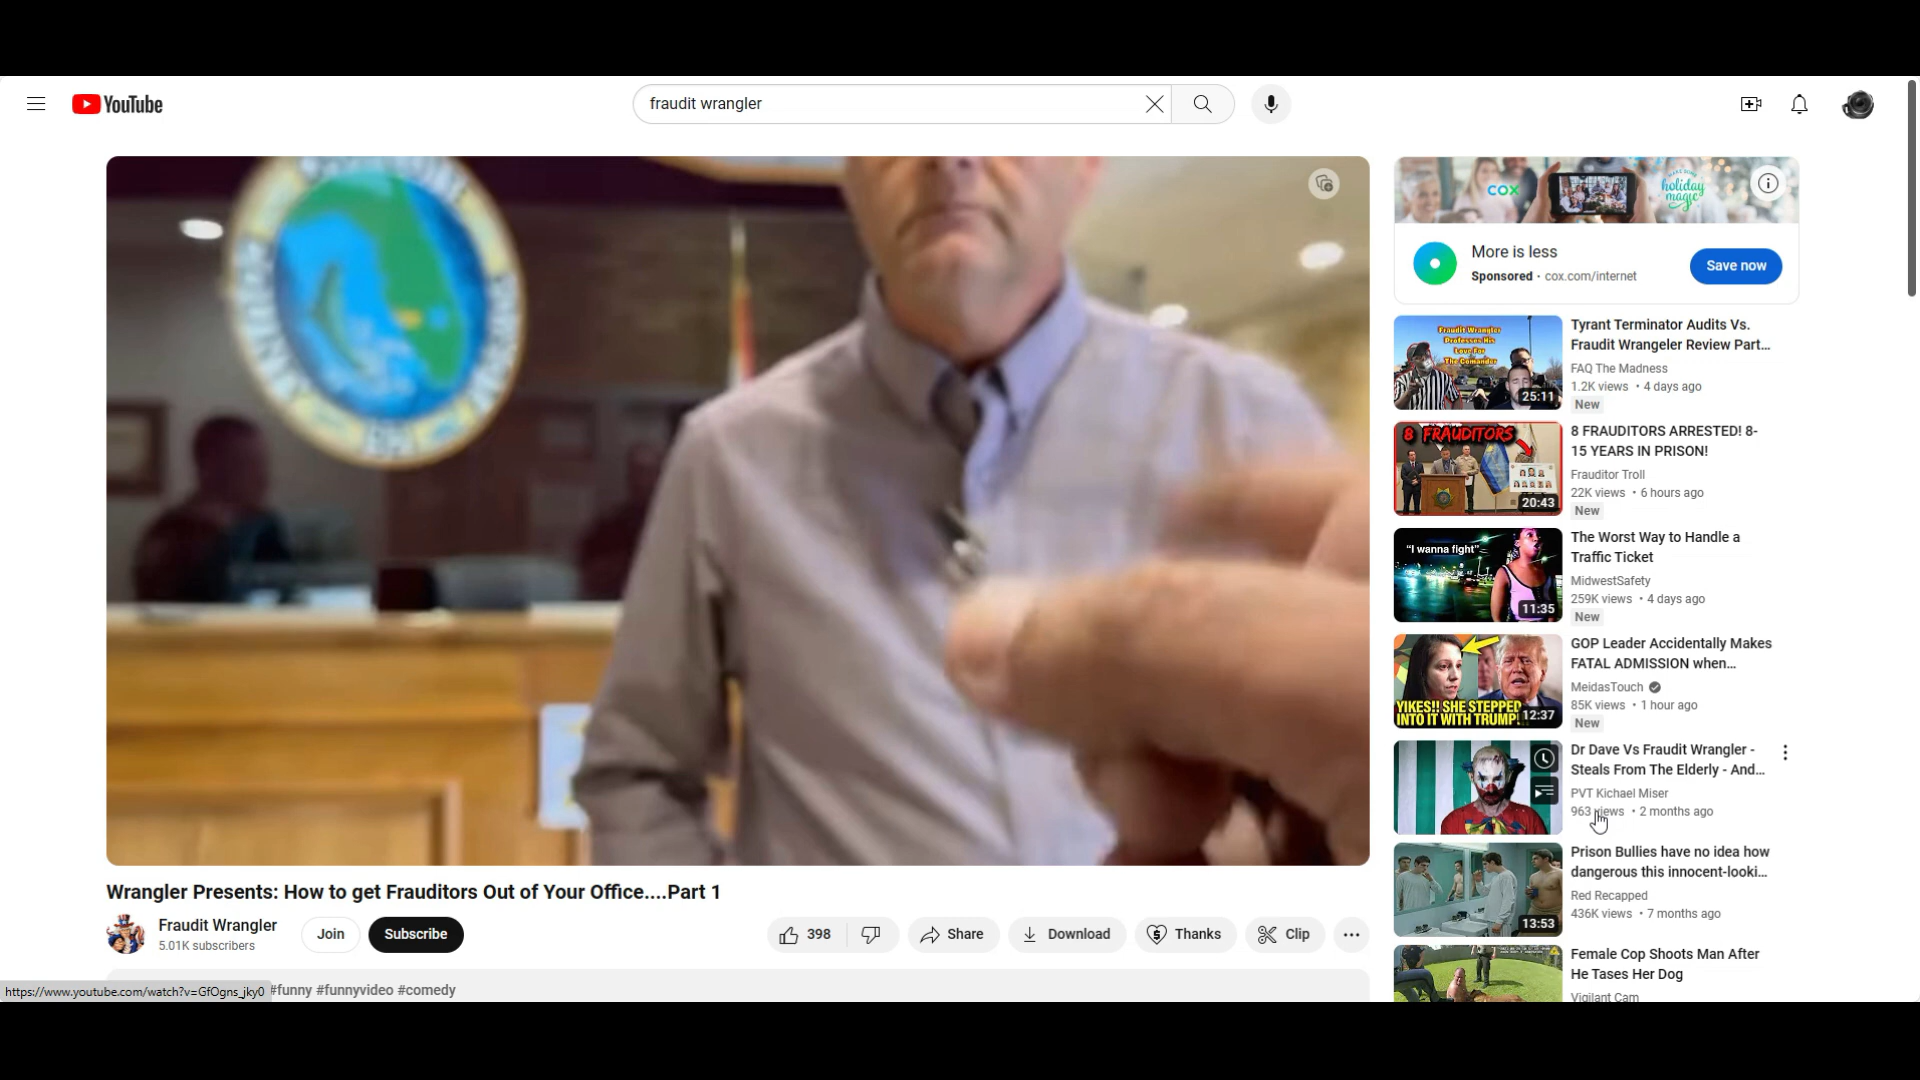 YouTube
fraudit wrangler
COX
holiday
magic
More is less
Sponsored · cox.com/internet
Save now
Fraudit Wrangler
Professes His
Love For
The Comander
25:11
Tyrant Terminator Audits Vs.
Fraudit Wrangeler Review Part...
FAQ The Madness
1.2K views · 4 days ago
New
8 FRAUDITORS
20:43
8 FRAUDITORS ARRESTED! 8-
15 YEARS IN PRISON!
Frauditor Troll
22K views · 6 hours ago
New
"I wanna fight"
11:35
The Worst Way to Handle a
Traffic Ticket
MidwestSafety
259K views · 4 days ago
New
YIKES!! SHE STEPPED
INTO IT WITH TRUMP!
12:37
GOP Leader Accidentally Makes
FATAL ADMISSION when...
MeidasTouch
85K views · 1 hour ago
New
Dr Dave Vs Fraudit Wrangler -
Steals From The Elderly - And...
PVT Kichael Miser
963 views · 2 months ago
13:53
Prison Bullies have no idea how
dangerous this innocent-looki...
Red Recapped
436K views · 7 months ago
Female Cop Shoots Man After
He Tases Her Dog
Vigilant Cam
Wrangler Presents: How to get Frauditors Out of Your Office....Part 1
Fraudit Wrangler
5.01K subscribers
Join
Subscribe
398
Share
Download
Thanks
Clip
https://www.youtube.com/watch?v=GfOgns_jky0
#funny #funnyvideo #comedy